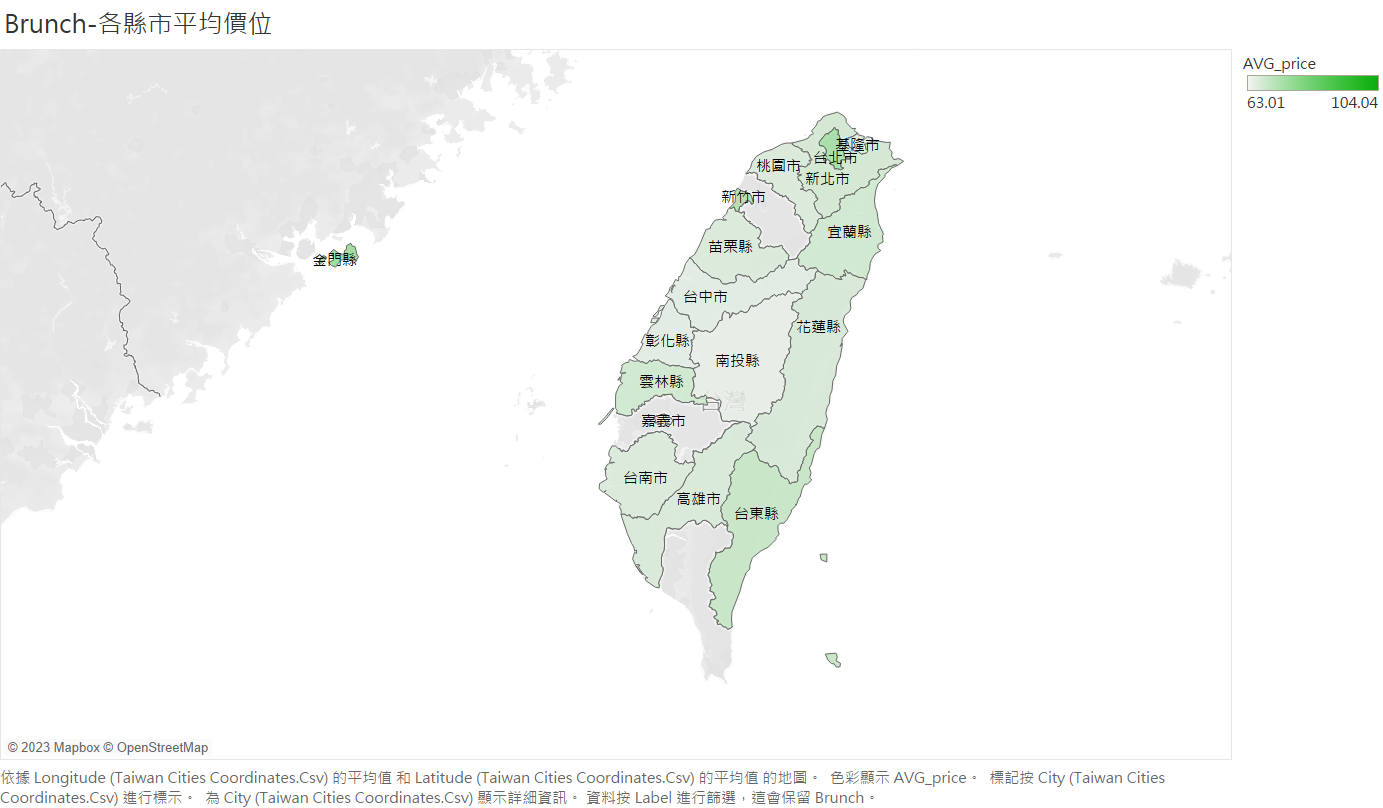 Brunch-各縣市平均價位
AVG_price
63.01 104.04
基隆市
台北市
桃園市
新北市
新竹市
宜蘭縣
苗栗縣
金門縣
台中市
花蓮縣
彰化縣
南投縣
雲林縣
台灣
嘉義市
台南市
高雄市
台東縣
© 2023 Mapbox © OpenStreetMap
依據 Longitude (Taiwan Cities Coordinates.Csv) 的平均值 和 Latitude (Taiwan Cities Coordinates.Csv) 的平均值 的地圖。 色彩顯示 AVG_price。 標記按 City (Taiwan Cities
Coordinates.Csv) 進行標示。 為 City (Taiwan Cities Coordinates.Csv) 顯示詳細資訊。 資料按 Label 進行篩選，這會保留 Brunch。